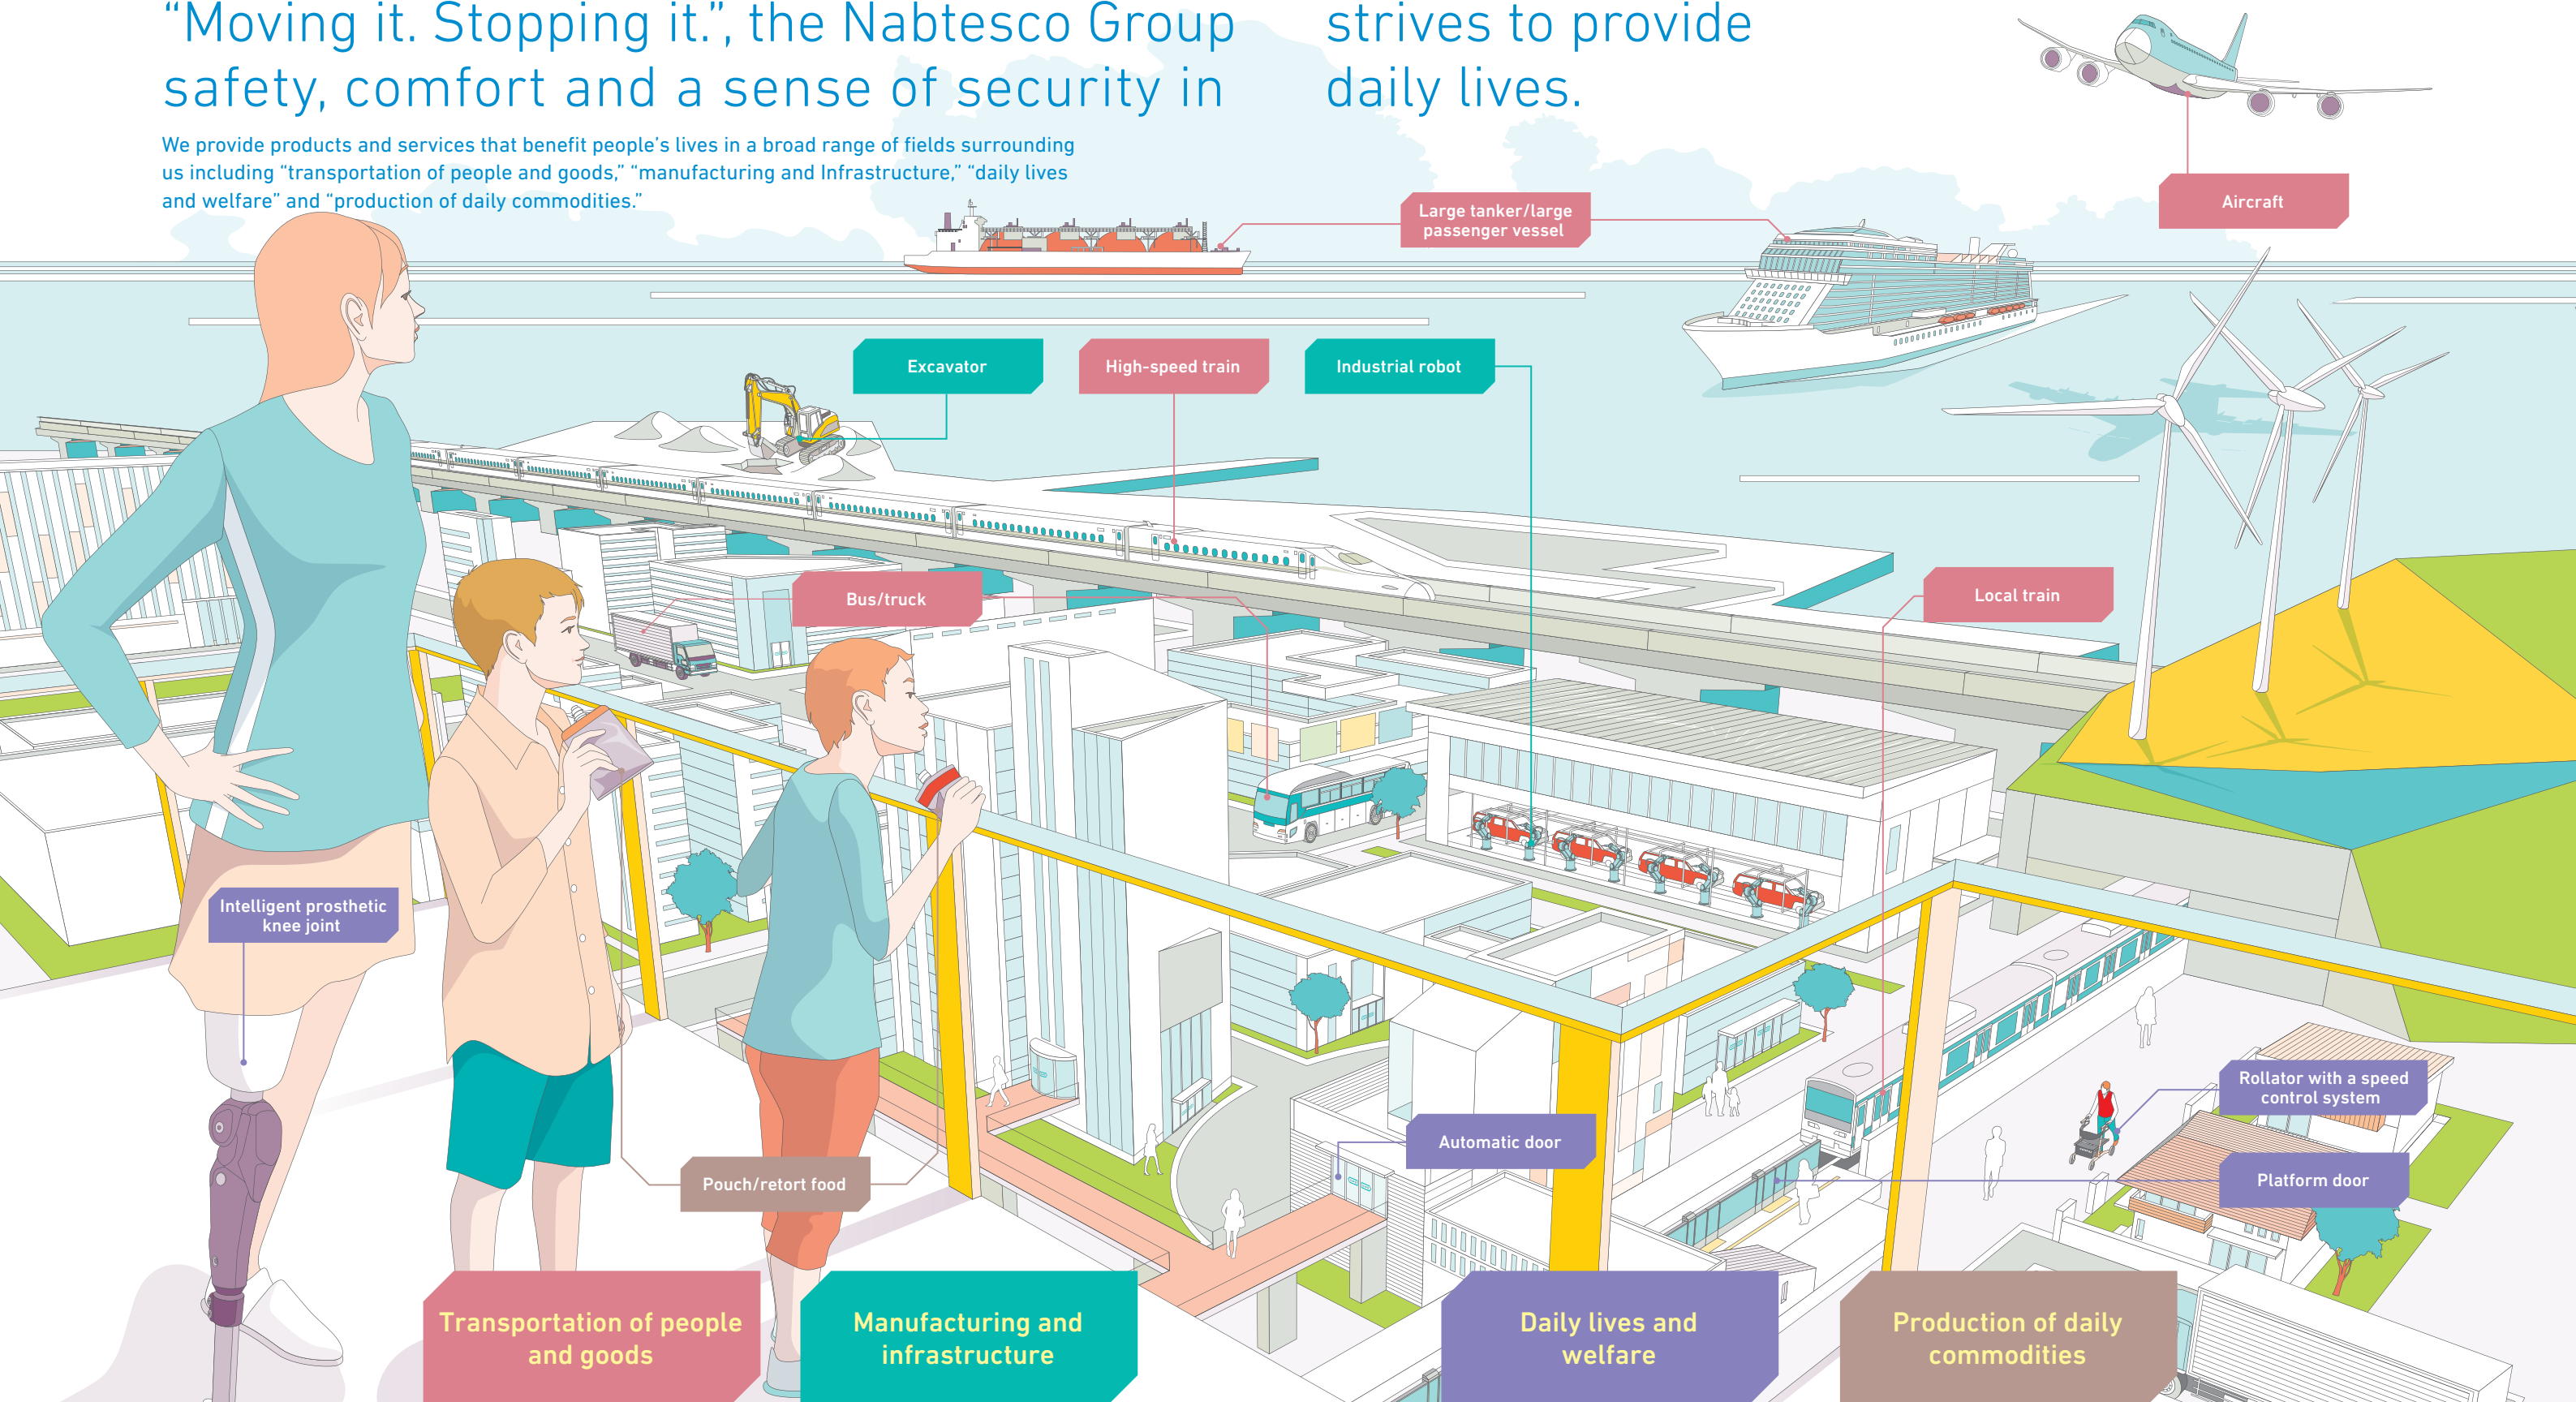 “Moving it. Stopping it.”, the Nabtesco Group strives to provide
safety, comfort and a sense of security in daily lives.
We provide products and services that benefit people’s lives in a broad range of fields surrounding
us including “transportation of people and goods,” “manufacturing and Infrastructure,” “daily lives
and welfare” and “production of daily commodities.”
Aircraft
Large tanker/large
passenger vessel
Excavator
High-speed train
Industrial robot
Bus/truck
Local train
Intelligent prosthetic
knee joint
Rollator with a speed
control system
Automatic door
Pouch/retort food
Platform door
Transportation of people
and goods
Manufacturing and
infrastructure
Daily lives and
welfare
Production of daily
commodities